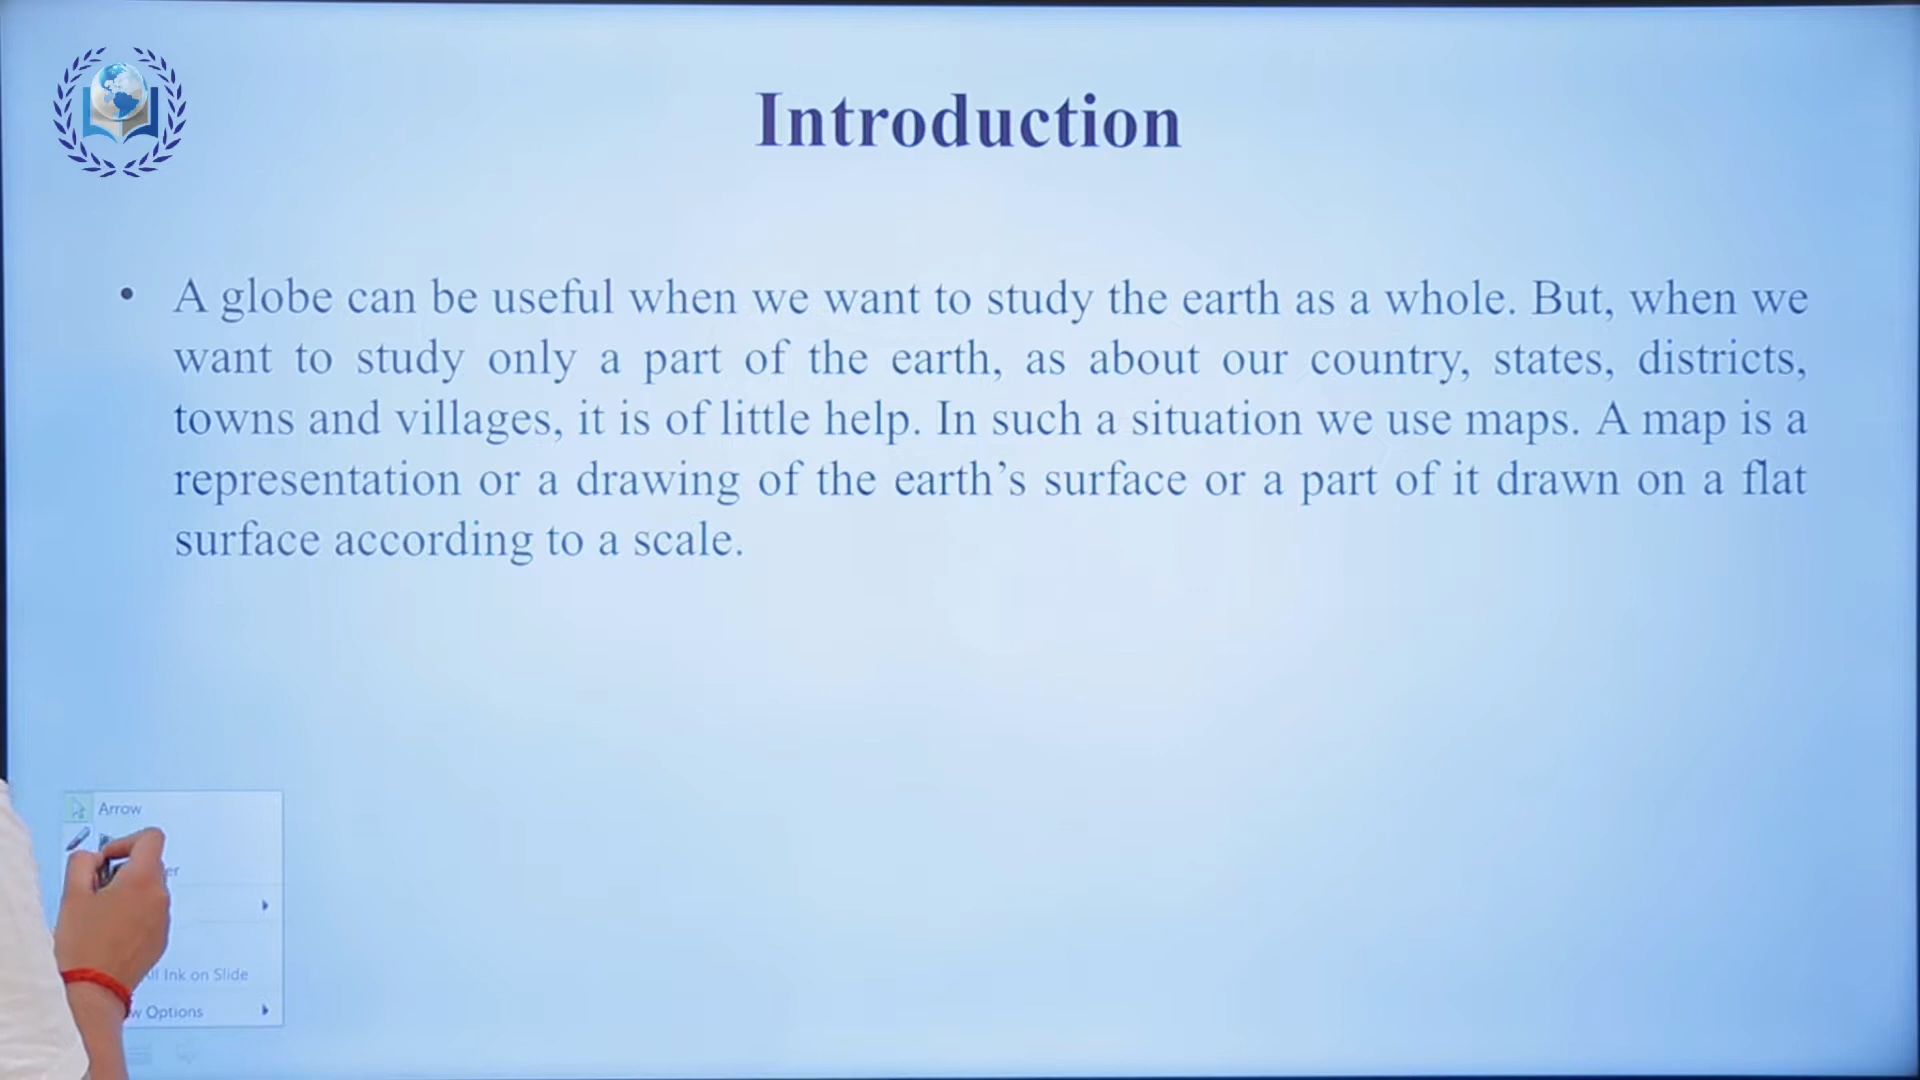 Introduction
• A globe can be useful when we want to study the earth as a whole. But, when we
want to study only a part of the earth, as about our country, states, districts,
towns and villages, it is of little help. In such a situation we use maps. A map is a
representation or a drawing of the earth’s surface or a part of it drawn on a flat
surface according to a scale.
Arrow
Ink on Slide
Options